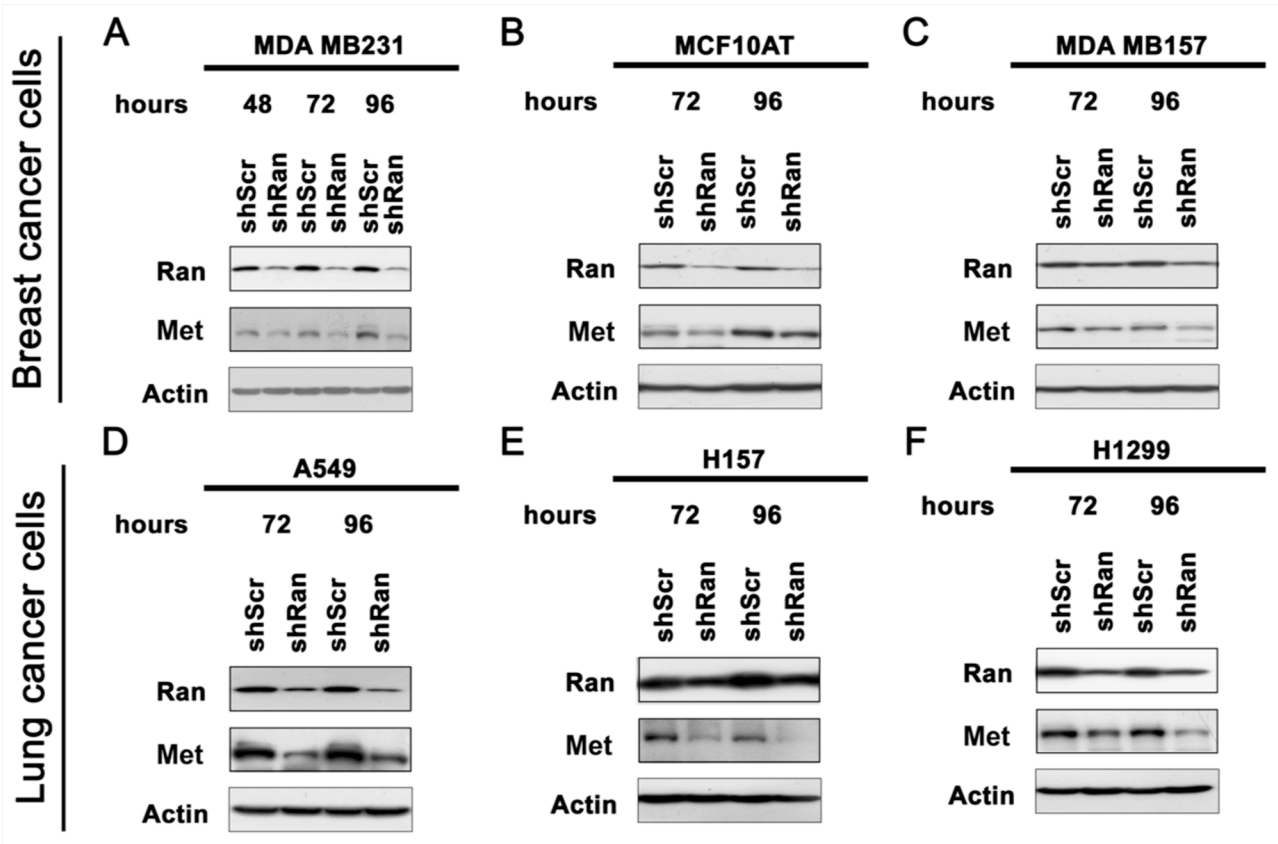 Breast cancer cells
A
MDA MB231
hours 48 72 96
shScr shRan shScr shRan shScr shRan
Ran
Met
Actin
B
MCF10AT
hours 72 96
shScr shRan shScr shRan
Ran
Met
Actin
C
MDA MB157
hours 72 96
shScr shRan shScr shRan
Ran
Met
Actin
Lung cancer cells
D
A549
hours 72 96
shScr shRan shScr shRan
Ran
Met
Actin
E
H157
hours 72 96
shScr shRan shScr shRan
Ran
Met
Actin
F
H1299
hours 72 96
shScr shRan shScr shRan
Ran
Met
Actin